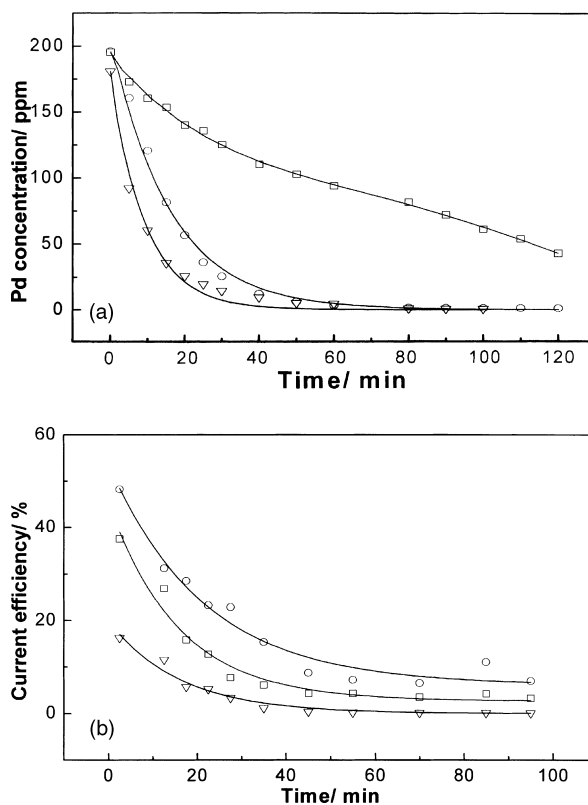 200
150
100
50
0
Pd concentration/ ppm
(a)
0 20 40 60 80 100 120
Time/ min
60
40
20
0
Current efficiency/ %
(b)
0 20 40 60 80 100
Time/ min